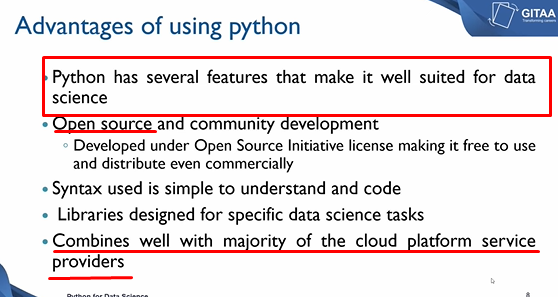 GITAA
Transforming careers
Advantages of using python
• Python has several features that make it well suited for data
science
• Open source and community development
◦ Developed under Open Source Initiative license making it free to use
and distribute even commercially
• Syntax used is simple to understand and code
• Libraries designed for specific data science tasks
• Combines well with majority of the cloud platform service
providers
Python for Data Science
8